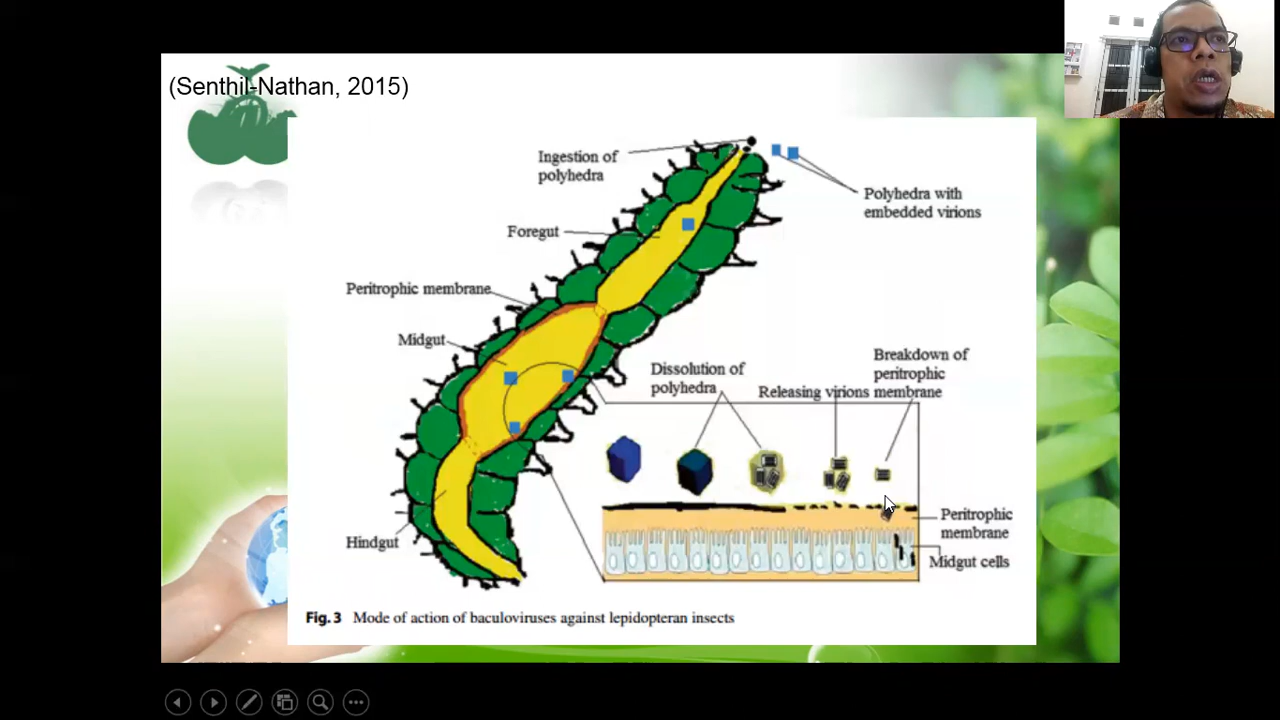 (Senthil-Nathan, 2015)
Ingestion of
polyhedra
Polyhedra with
embedded virions
Foregut
Peritrophic membrane
Midgut
Dissolution of
polyhedra
Releasing virions
Breakdown of
peritrophic
membrane
Peritrophic
membrane
Midgut cells
Hindgut
Fig. 3 Mode of action of baculoviruses against lepidopteran insects